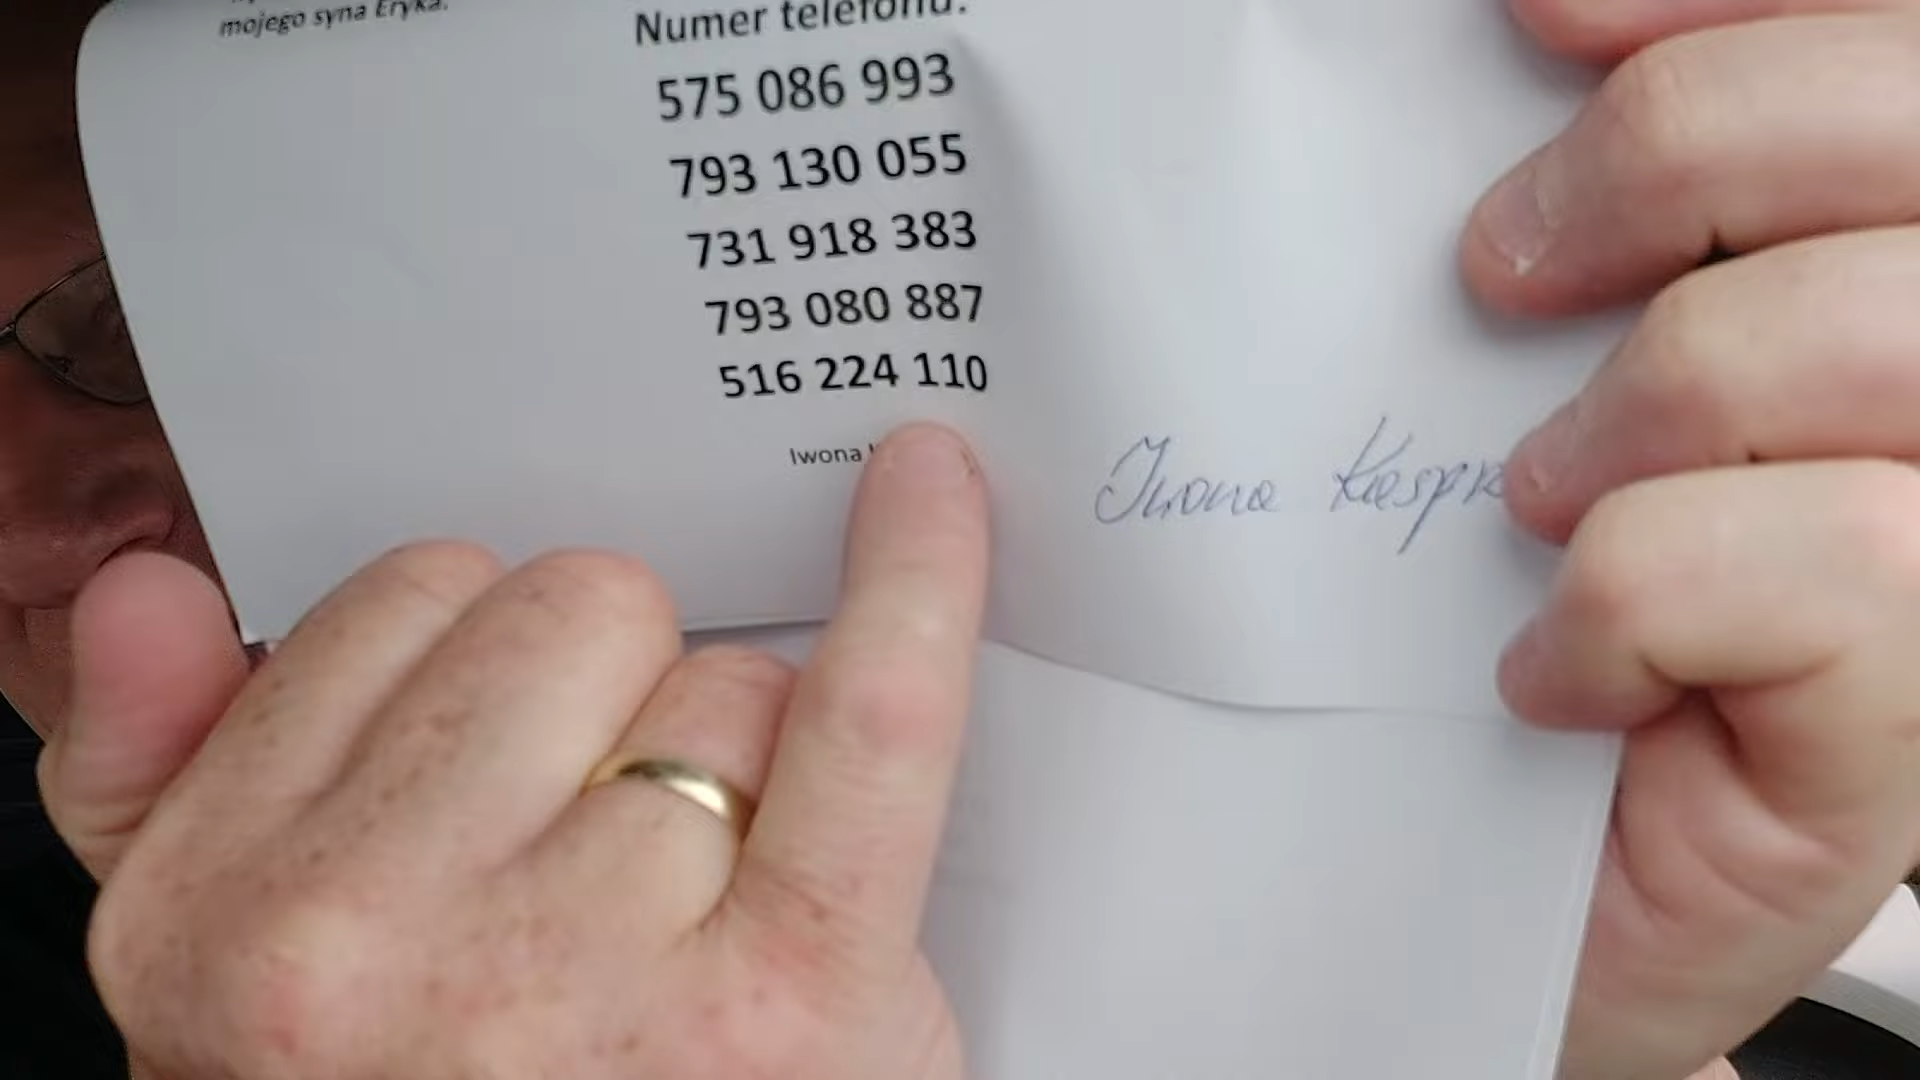 mojego syna Eryka.
Numer telefonu:
575 086 993
793 130 055
731 918 383
793 080 887
516 224 110
Iwona
Iwona